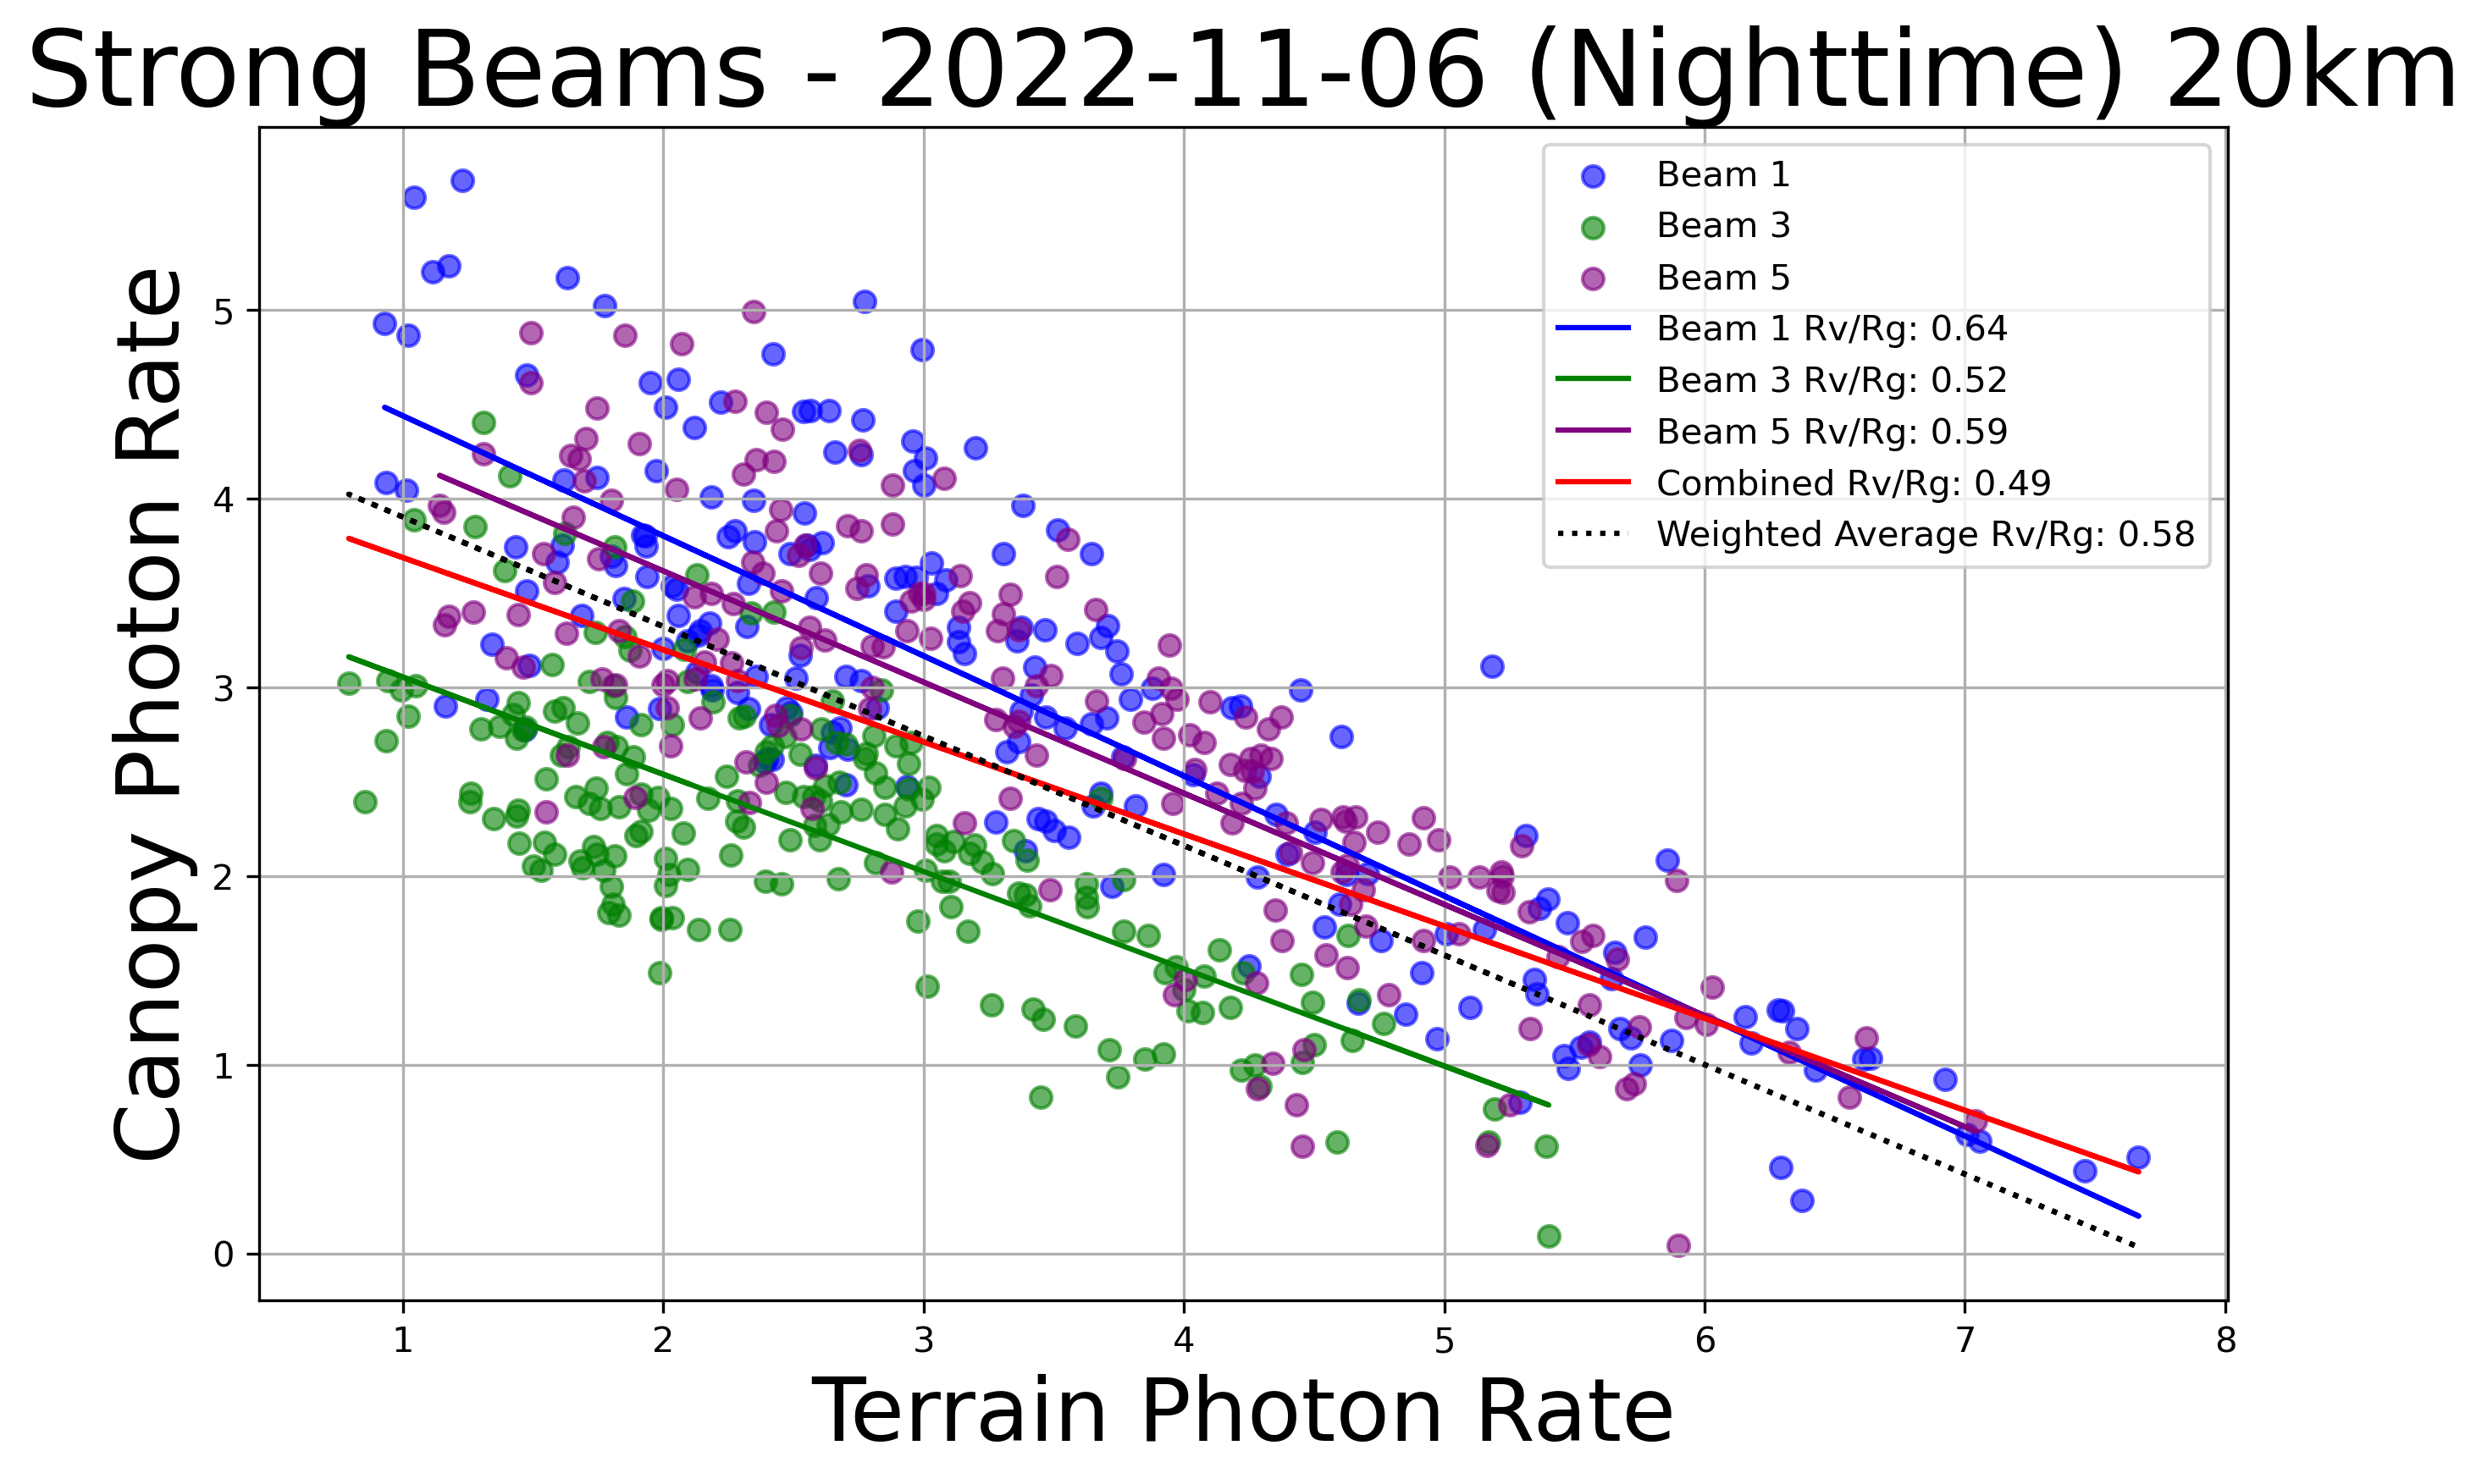 Strong Beams - 2022-11-06 (Nighttime) 20km
Beam 1
Beam 3
Beam 5
Beam 1 Rv/Rg: 0.64
Beam 3 Rv/Rg: 0.52
Beam 5 Rv/Rg: 0.59
Combined Rv/Rg: 0.49
Weighted Average Rv/Rg: 0.58
Canopy Photon Rate
5
4
3
2
1
0
1 2 3 4 5 6 7 8
Terrain Photon Rate